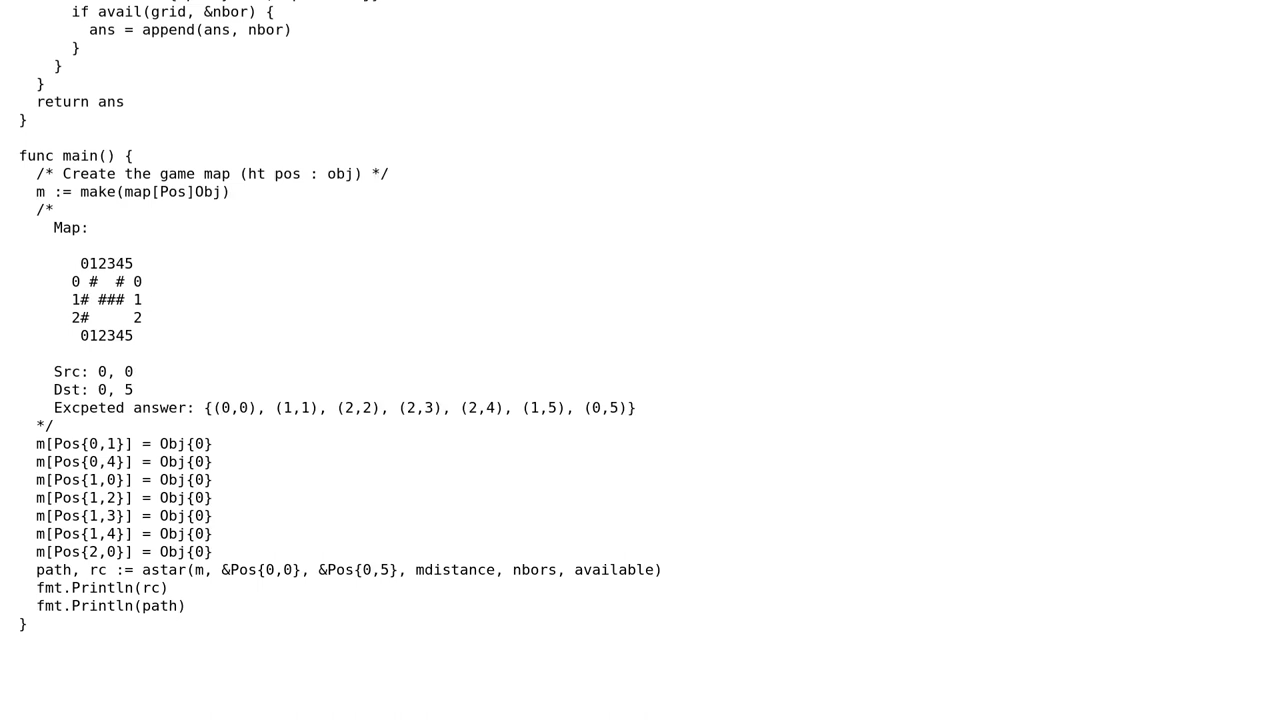 if avail(grid, &nbor) {
ans = append(ans, nbor)
}
}
}
return ans
}
func main() {
/* Create the game map (ht pos : obj) */
m := make(map[Pos]Obj)
/*
Map:
012345
0 #  # 0
1# ### 1
2#     2
012345
Src: 0, 0
Dst: 0, 5
Excpeted answer: {(0,0), (1,1), (2,2), (2,3), (2,4), (1,5), (0,5)}
*/
m[Pos{0,1}] = Obj{0}
m[Pos{0,4}] = Obj{0}
m[Pos{1,0}] = Obj{0}
m[Pos{1,2}] = Obj{0}
m[Pos{1,3}] = Obj{0}
m[Pos{1,4}] = Obj{0}
m[Pos{2,0}] = Obj{0}
path, rc := astar(m, &Pos{0,0}, &Pos{0,5}, mdistance, nbors, available)
fmt.Println(rc)
fmt.Println(path)
}